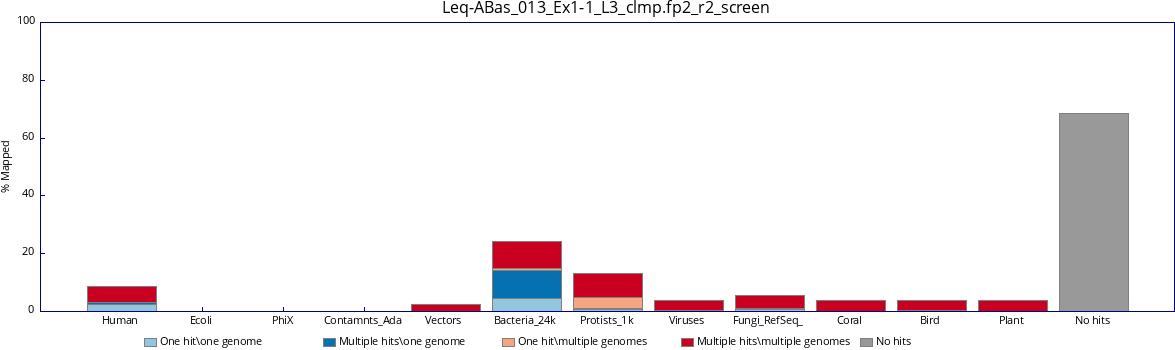 Leq-ABas_013_Ex1-1_L3_clmp.fp2_r2_screen
100
80
60
40
20
0
% Mapped
Human Ecoli PhiX Contamnts_Ada Vectors Bacteria_24k Protists_1k Viruses Fungi_RefSeq_ Coral Bird Plant No hits
One hit\one genome Multiple hits\one genome One hit\multiple genomes Multiple hits\multiple genomes No hits